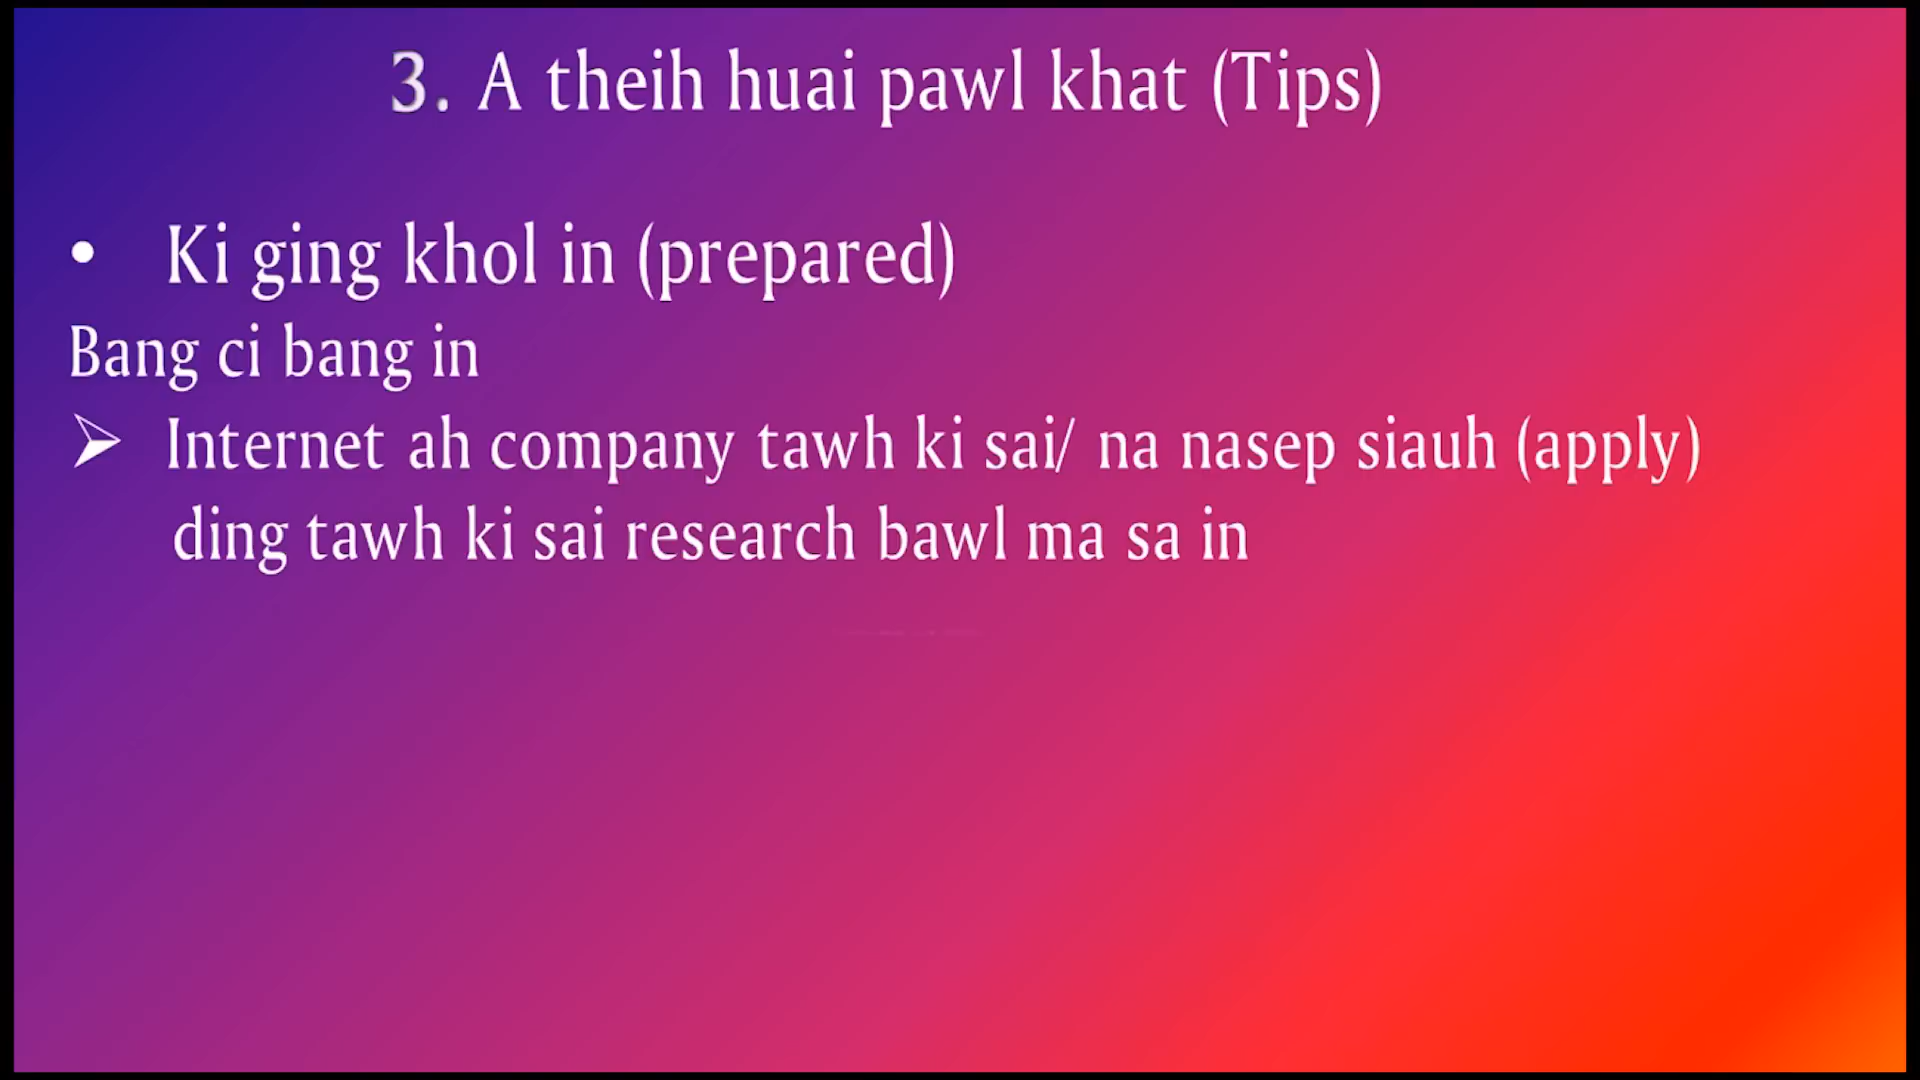 3. A theih huai pawl khat (Tips)
• Ki ging khol in (prepared)
Bang ci bang in
➢ Internet ah company tawh ki sai/ na nasep siauh (apply)
ding tawh ki sai research bawl ma sa in